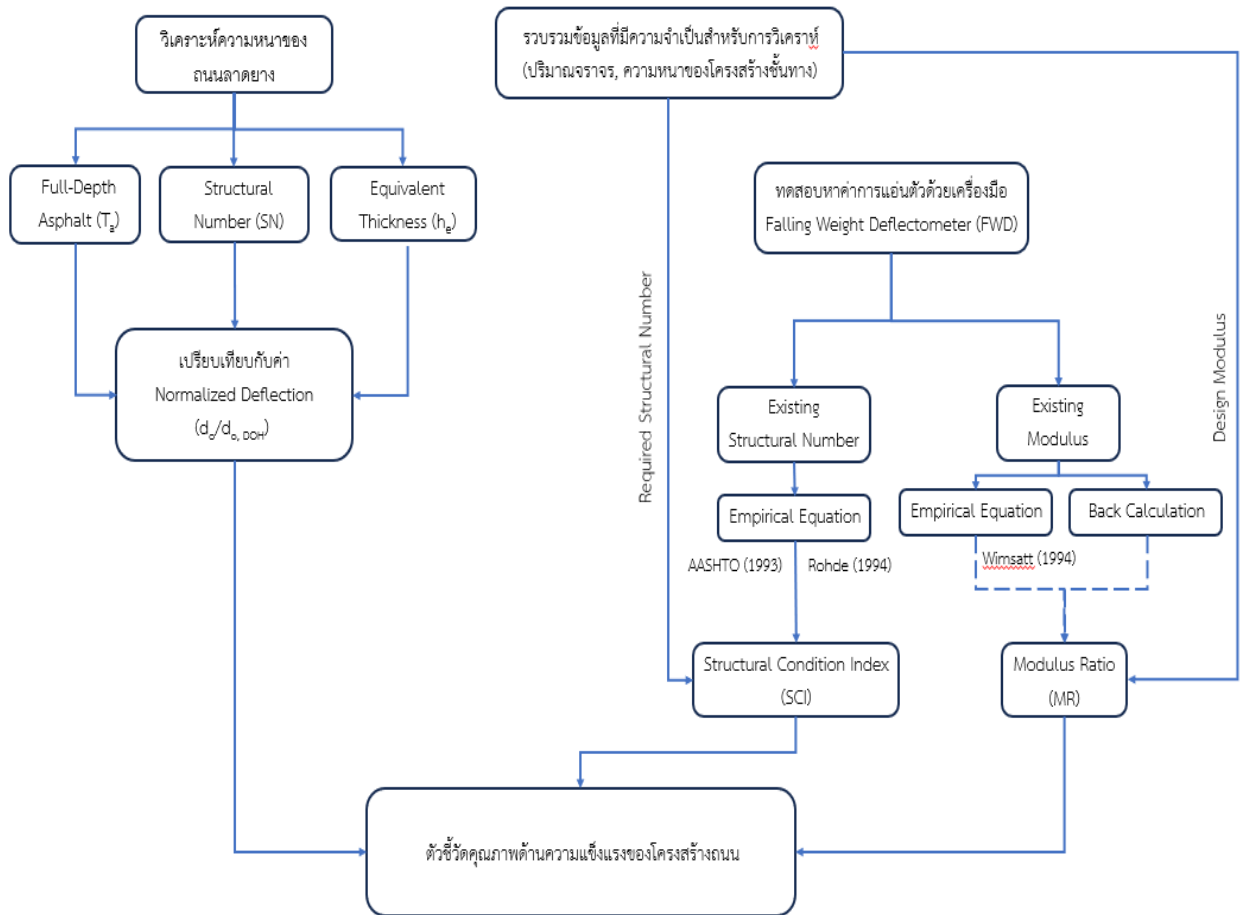 วิเคราะห์ความหนาของ
ถนนลาดยาง
รวบรวมข้อมูลที่มีความจำเป็นสำหรับการวิเคราห์
(ปริมาณจราจร, ความหนาของโครงสร้างชั้นทาง)
Full-Depth
Asphalt (Tₐ)
Structural
Number (SN)
Equivalent
Thickness (hₑ)
ทดสอบหาค่าการแอ่นตัวด้วยเครื่องมือ
Falling Weight Deflectometer (FWD)
เปรียบเทียบกับค่า
Normalized Deflection
(dₒ/dₒ, DOH)
Required Structural Number
Design Modulus
Existing
Structural Number
Existing
Modulus
Empirical Equation
Empirical Equation
Back Calculation
AASHTO (1993)
Rohde (1994)
Wimsatt (1994)
Structural Condition Index
(SCI)
Modulus Ratio
(MR)
ตัวชี้วัดคุณภาพด้านความแข็งแรงของโครงสร้างถนน